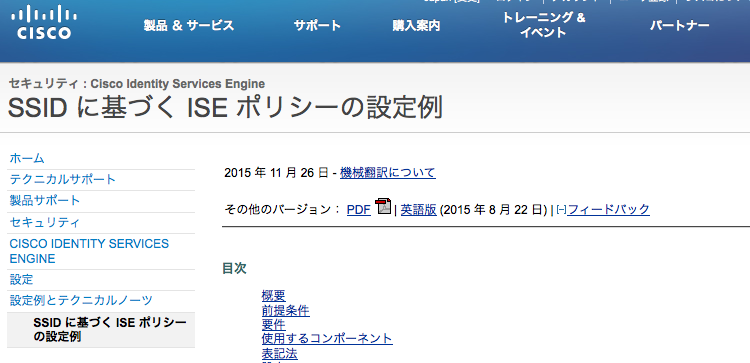 CISCO
製品 & サービス
サポート
購入案内
トレーニング &
イベント
パートナー
セキュリティ : Cisco Identity Services Engine
SSID に基づく ISE ポリシーの設定例
ホーム
テクニカルサポート
製品サポート
セキュリティ
CISCO IDENTITY SERVICES
ENGINE
設定
設定例とテクニカルノーツ
SSID に基づく ISE ポリシー
の設定例
2015 年 11 月 26 日 - 機械翻訳について
その他のバージョン： PDF | 英語版 (2015 年 8 月 22 日) | [-]フィードバック
目次
概要
前提条件
要件
使用するコンポーネント
表記法